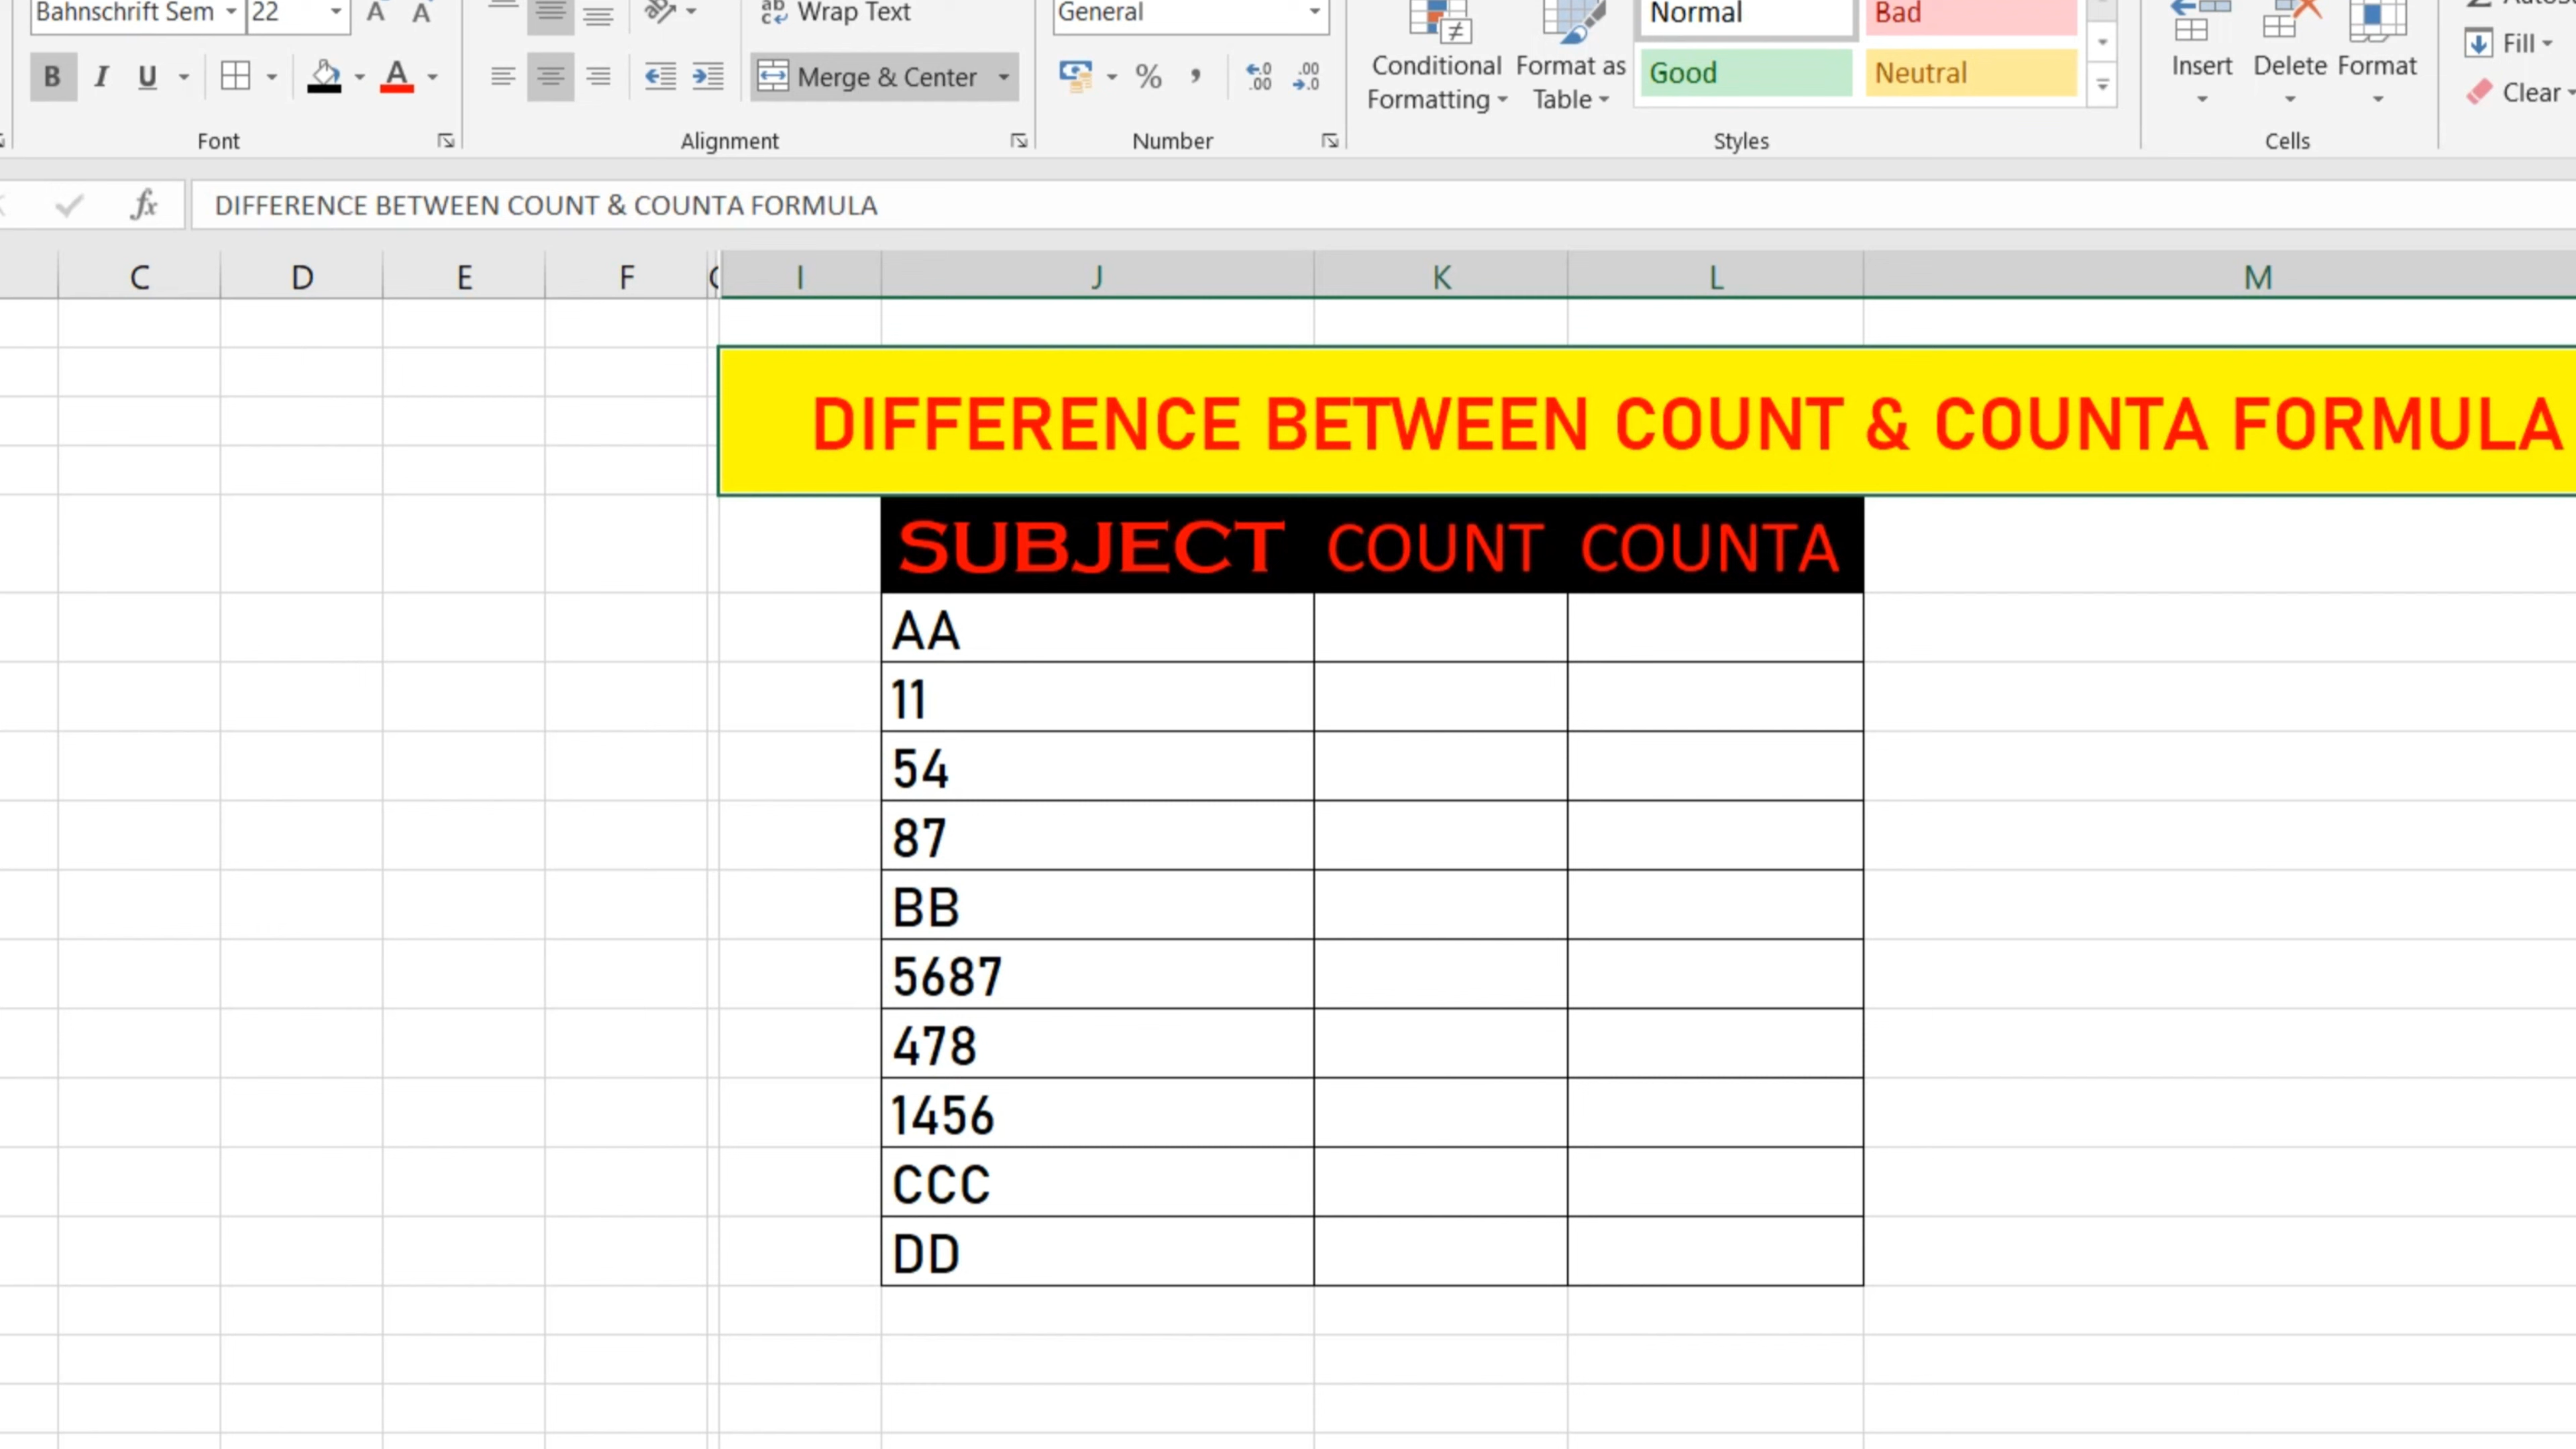 Bahnschrift Sem 22 A A Wrap Text General Normal Bad
B I U A Merge & Center % , Conditional Formatting Format as Table Good Neutral Insert Delete Format Fill Clear
Font Alignment Number Styles Cells
fx DIFFERENCE BETWEEN COUNT & COUNTA FORMULA
C D E F I J K L M
DIFFERENCE BETWEEN COUNT & COUNTA FORMULA
SUBJECT COUNT COUNTA
AA
11
54
87
BB
5687
478
1456
CCC
DD